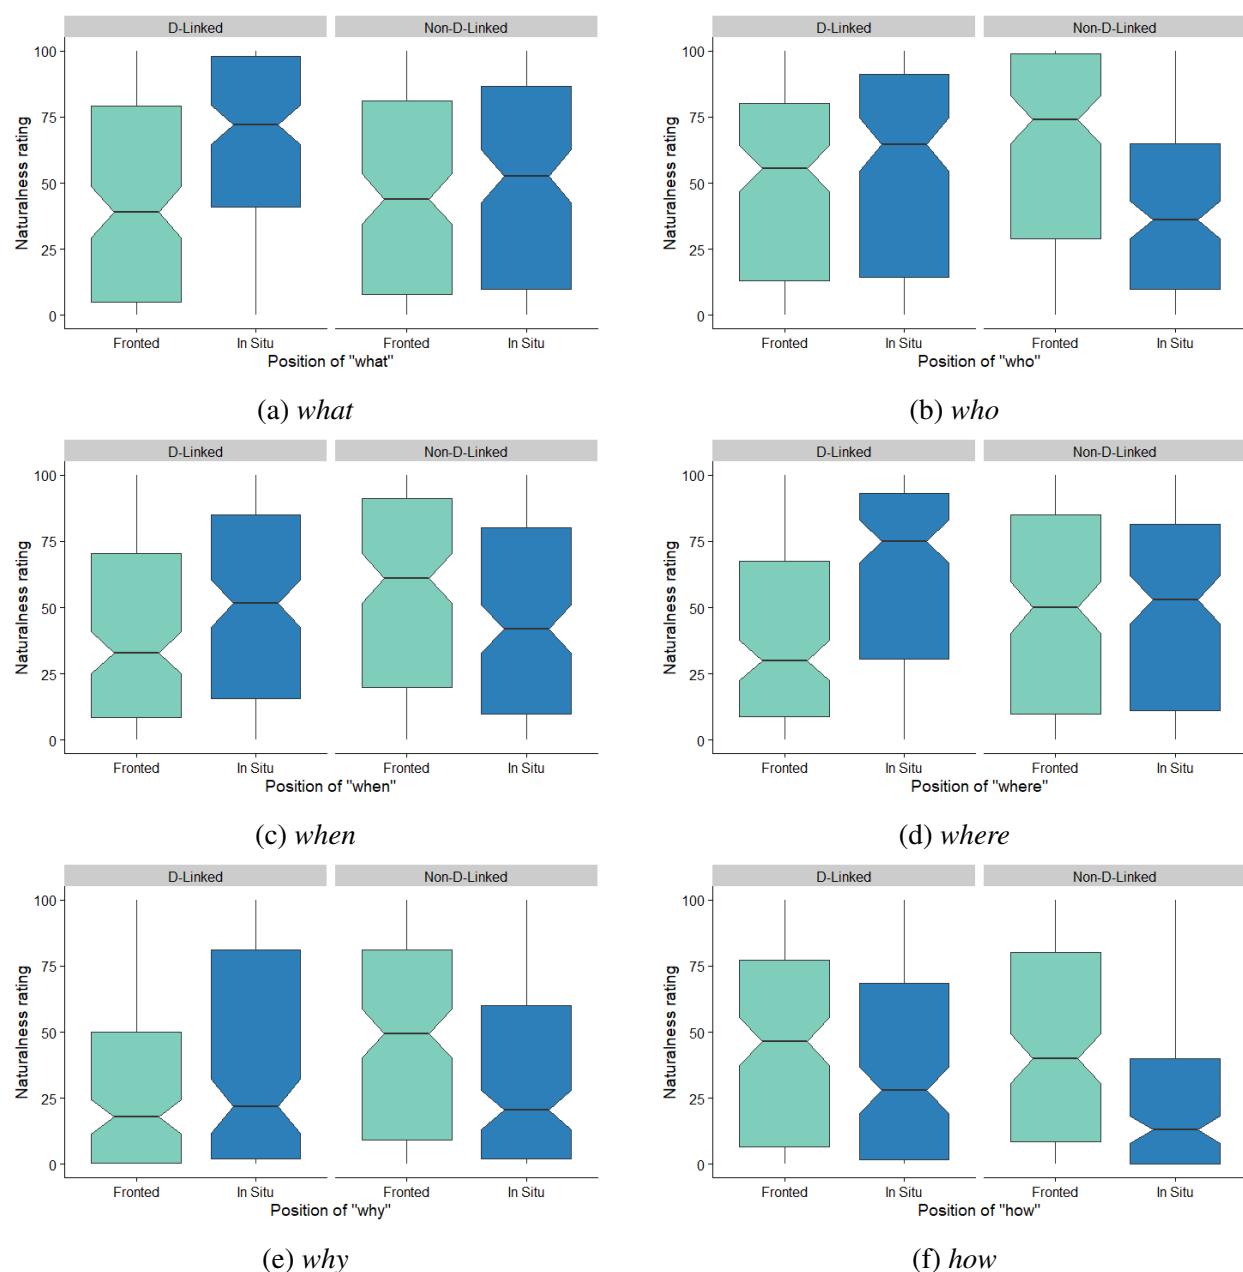 D-Linked Non-D-Linked
Naturalness rating
100
75
50
25
0
Fronted In Situ Fronted In Situ
Position of "what"
(a) what
D-Linked Non-D-Linked
Naturalness rating
100
75
50
25
0
Fronted In Situ Fronted In Situ
Position of "who"
(b) who
D-Linked Non-D-Linked
Naturalness rating
100
75
50
25
0
Fronted In Situ Fronted In Situ
Position of "when"
(c) when
D-Linked Non-D-Linked
Naturalness rating
100
75
50
25
0
Fronted In Situ Fronted In Situ
Position of "where"
(d) where
D-Linked Non-D-Linked
Naturalness rating
100
75
50
25
0
Fronted In Situ Fronted In Situ
Position of "why"
(e) why
D-Linked Non-D-Linked
Naturalness rating
100
75
50
25
0
Fronted In Situ Fronted In Situ
Position of "how"
(f) how